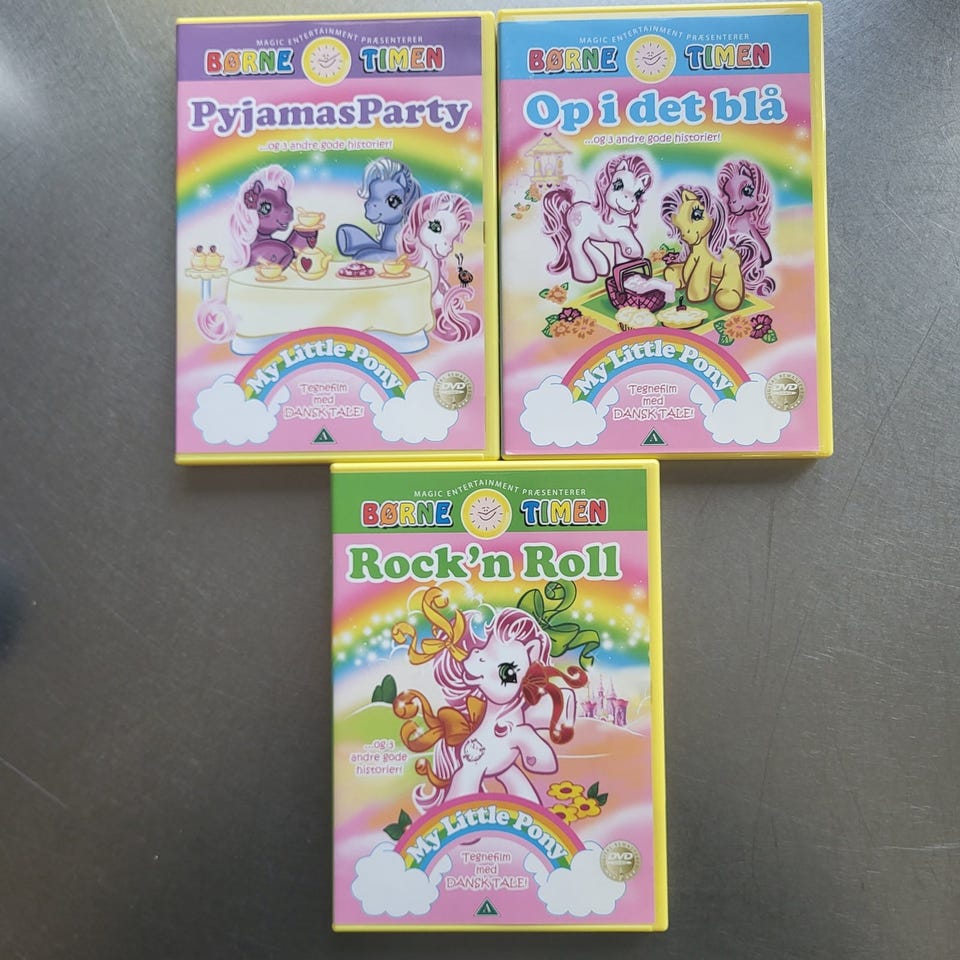 MAGIC ENTERTAINMENT PRÆSENTERER
BØRNE TIMEN
PyjamasParty
...og 3 andre gode historier!
My Little Pony
Tegnefilm
med
DANSK TALE!
DVD
A
MAGIC ENTERTAINMENT PRÆSENTERER
BØRNE TIMEN
Op i det blå
...og 3 andre gode historier!
My Little Pony
Tegnefilm
med
DANSK TALE!
DVD
A
MAGIC ENTERTAINMENT PRÆSENTERER
BØRNE TIMEN
Rock'n Roll
...og 3
andre gode
historier!
My Little Pony
Tegnefilm
med
DANSK TALE!
DVD
A